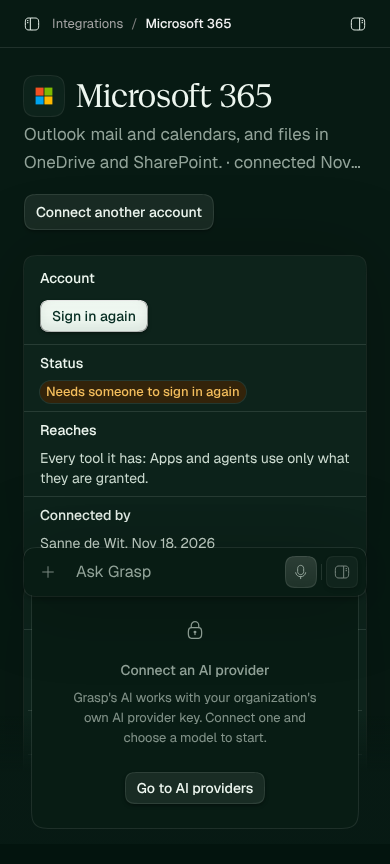 Integrations / Microsoft 365
Microsoft 365
Outlook mail and calendars, and files in
OneDrive and SharePoint. · connected Nov…
Connect another account
Account
Sign in again
Status
Needs someone to sign in again
Reaches
Every tool it has: Apps and agents use only what
they are granted.
Connected by
Sanne de Wit, Nov 18, 2026
Ask Grasp
Connect an AI provider
Grasp's AI works with your organization's
own AI provider key. Connect one and
choose a model to start.
Go to AI providers